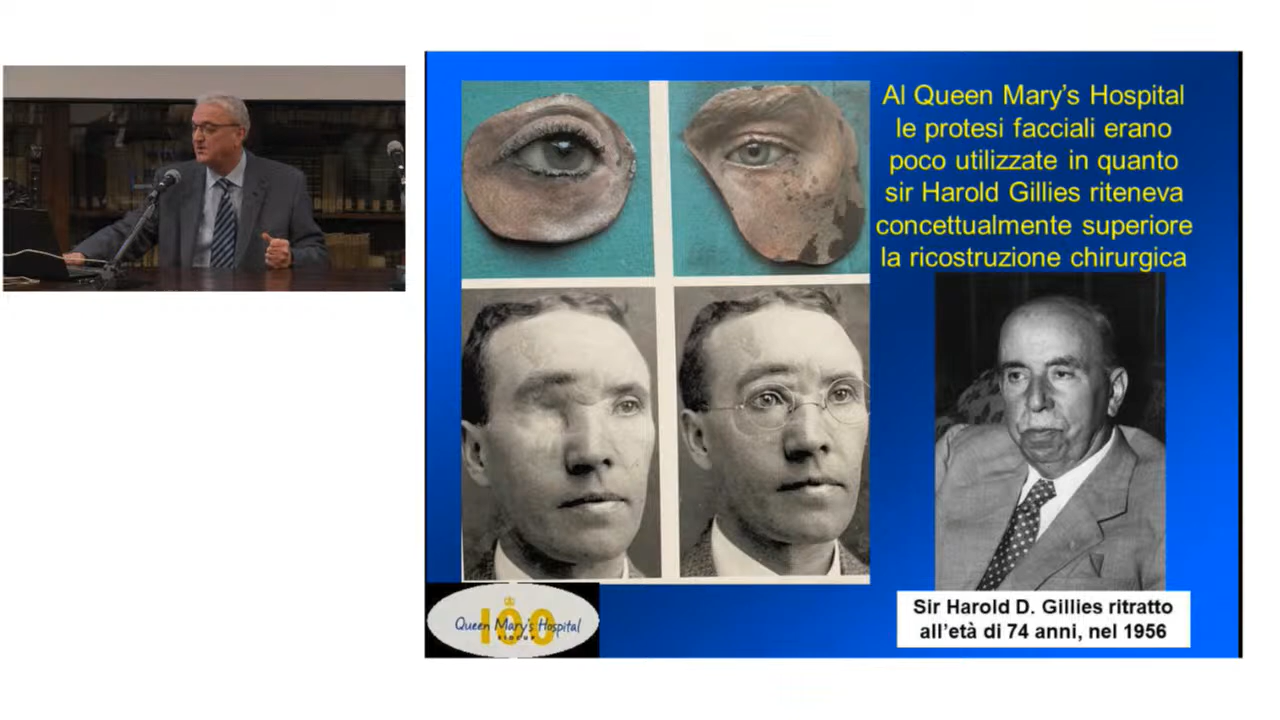 Al Queen Mary's Hospital
le protesi facciali erano
poco utilizzate in quanto
sir Harold Gillies riteneva
concettualmente superiore
la ricostruzione chirurgica
Sir Harold D. Gillies ritratto
all'età di 74 anni, nel 1956
100
Queen Mary's Hospital
SIDCUP